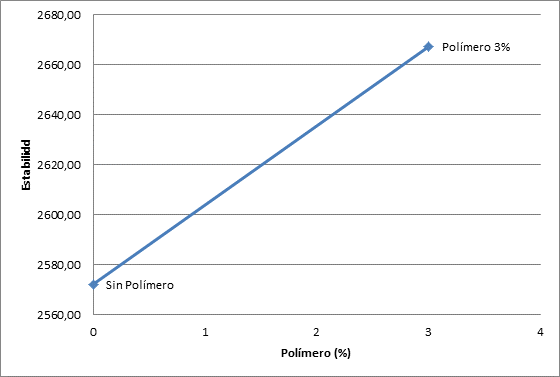 2680,00
2660,00
2640,00
2620,00
2600,00
2580,00
2560,00
Estabilidd
Polímero 3%
Sin Polímero
0 1 2 3 4
Polímero (%)